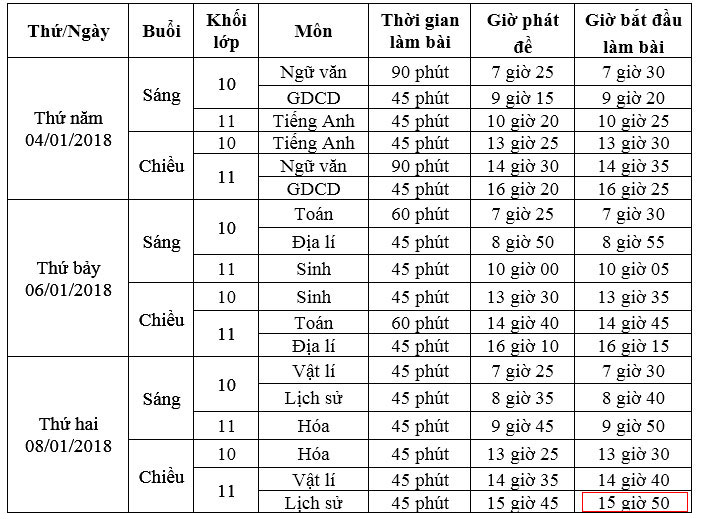 Thứ/Ngày Buổi Khối lớp Môn Thời gian làm bài Giờ phát đề Giờ bắt đầu làm bài
Thứ năm 04/01/2018 Sáng 10 Ngữ văn 90 phút 7 giờ 25 7 giờ 30
GDCD 45 phút 9 giờ 15 9 giờ 20
11 Tiếng Anh 45 phút 10 giờ 20 10 giờ 25
Chiều 10 Tiếng Anh 45 phút 13 giờ 25 13 giờ 30
11 Ngữ văn 90 phút 14 giờ 30 14 giờ 35
GDCD 45 phút 16 giờ 20 16 giờ 25
Thứ bảy 06/01/2018 Sáng 10 Toán 60 phút 7 giờ 25 7 giờ 30
Địa lí 45 phút 8 giờ 50 8 giờ 55
11 Sinh 45 phút 10 giờ 00 10 giờ 05
Chiều 10 Sinh 45 phút 13 giờ 30 13 giờ 35
11 Toán 60 phút 14 giờ 40 14 giờ 45
Địa lí 45 phút 16 giờ 10 16 giờ 15
Thứ hai 08/01/2018 Sáng 10 Vật lí 45 phút 7 giờ 25 7 giờ 30
Lịch sử 45 phút 8 giờ 35 8 giờ 40
11 Hóa 45 phút 9 giờ 45 9 giờ 50
Chiều 10 Hóa 45 phút 13 giờ 25 13 giờ 30
11 Vật lí 45 phút 14 giờ 35 14 giờ 40
Lịch sử 45 phút 15 giờ 45 15 giờ 50